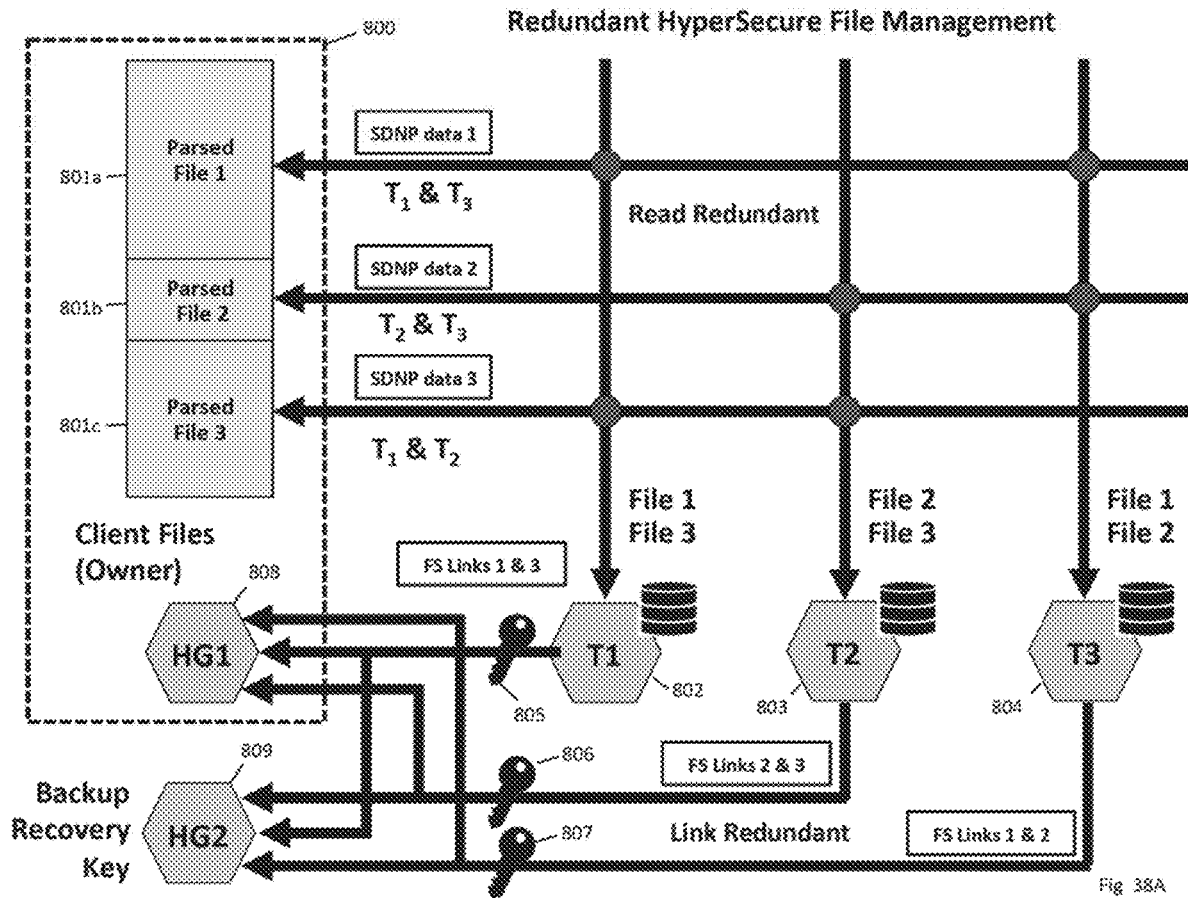 Redundant HyperSecure File Management
800
Parsed
File 1
801a
SDNP data 1
T₁ & T₃
Read Redundant
Parsed
File 2
801b
SDNP data 2
T₂ & T₃
Parsed
File 3
801c
SDNP data 3
T₁ & T₂
File 1
File 3
File 2
File 3
File 1
File 2
Client Files
(Owner)
FS Links 1 & 3
808
HG1
T1
T2
T3
802
803
804
805
809
806
FS Links 2 & 3
Backup
Recovery
Key
HG2
807
Link Redundant
FS Links 1 & 2
Fig 38A